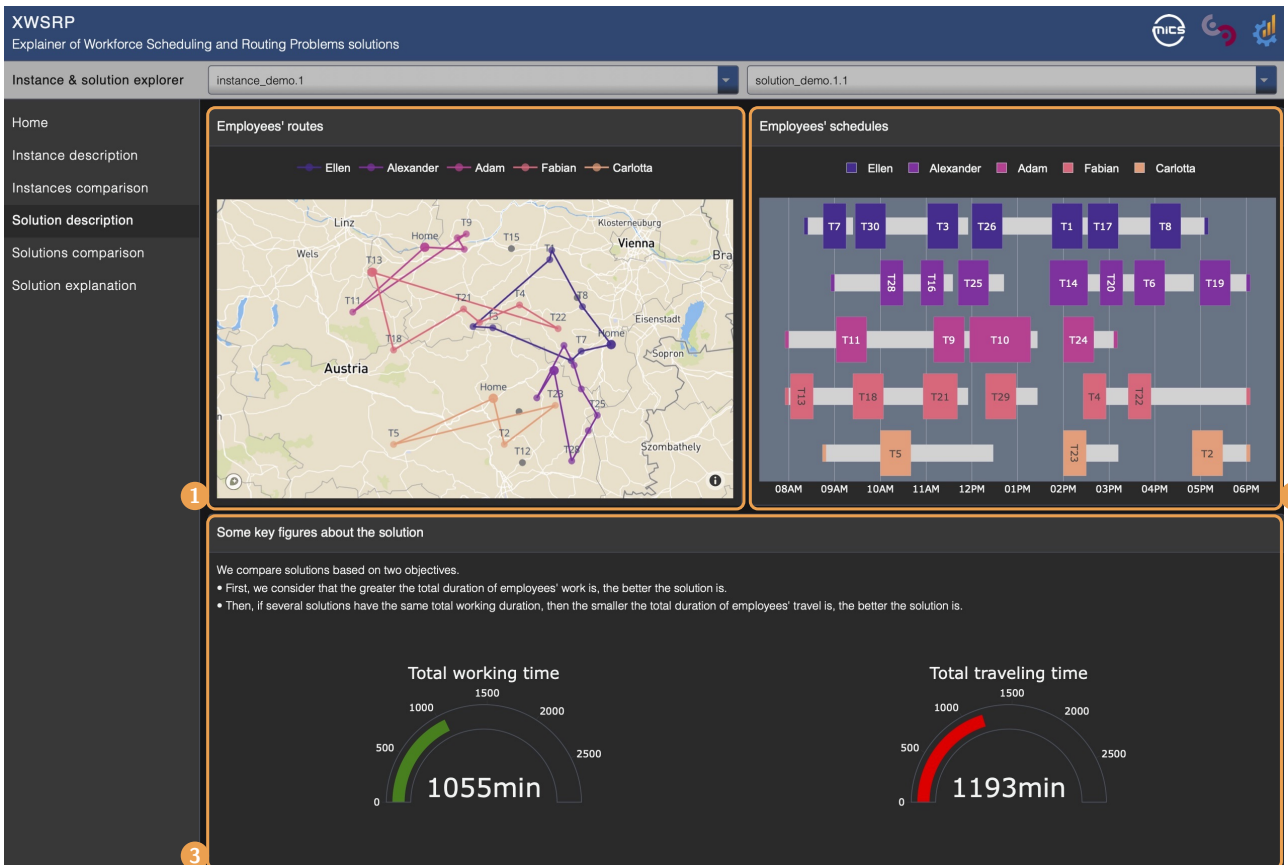 XWSRP
Explainer of Workforce Scheduling and Routing Problems solutions
mics
Instance & solution explorer
instance_demo.1
solution_demo.1.1
Home
Instance description
Instances comparison
Solution description
Solutions comparison
Solution explanation
Employees' routes
Ellen Alexander Adam Fabian Carlotta
Linz
T9
Klosterneuburg
Home
T15
Vienna
Wels
Bra
T13
T11
T21
T4
T8
T22
Eisenstadt
T3
T18
T7
Home
Sopron
Austria
Home
T23
T25
T5
T2
T12
T28
Szombathely
1
Employees' schedules
Ellen Alexander Adam Fabian Carlotta
T7 T30 T3 T26 T1 T17 T8
T28 T16 T25 T14 T20 T6 T19
T11 T9 T10 T24
T13 T18 T21 T29 T4 T22
T5 T23 T2
08AM 09AM 10AM 11AM 12PM 01PM 02PM 03PM 04PM 05PM 06PM
Some key figures about the solution
We compare solutions based on two objectives.
• First, we consider that the greater the total duration of employees' work is, the better the solution is.
• Then, if several solutions have the same total working duration, then the smaller the total duration of employees' travel is, the better the solution is.
Total working time
0 500 1000 1500 2000 2500
1055min
Total traveling time
0 500 1000 1500 2000 2500
1193min
3